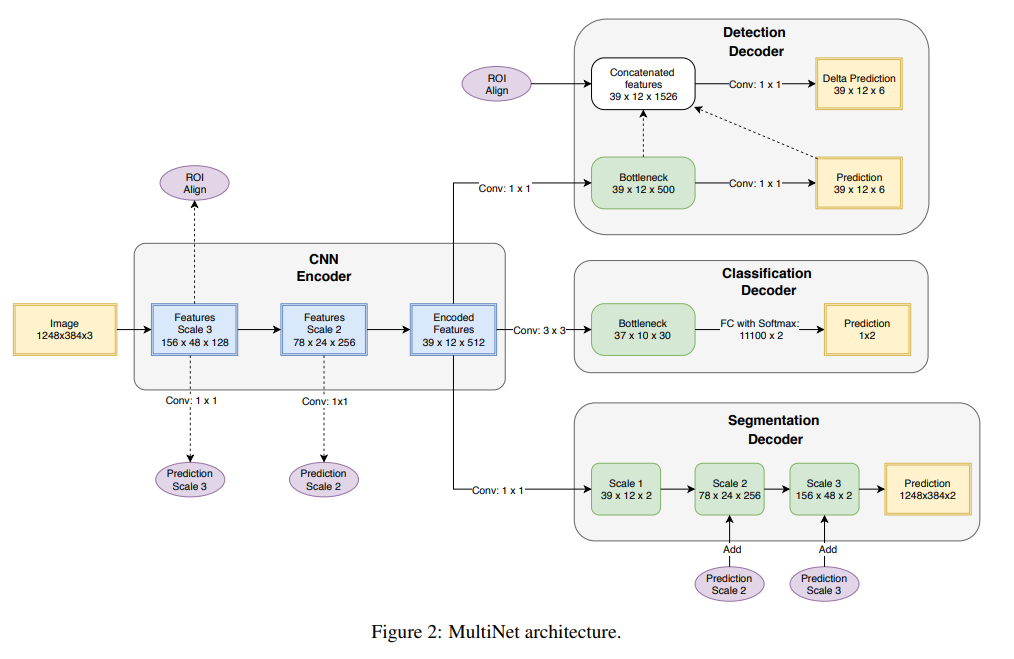 Detection
Decoder
ROI
Align
Concatenated
features
39 x 12 x 1526
Conv: 1 x 1
Delta Prediction
39 x 12 x 6
ROI
Align
Conv: 1 x 1
Bottleneck
39 x 12 x 500
Conv: 1 x 1
Prediction
39 x 12 x 6
CNN
Encoder
Image
1248x384x3
Features
Scale 3
156 x 48 x 128
Features
Scale 2
78 x 24 x 256
Encoded
Features
39 x 12 x 512
Conv: 1 x 1
Conv: 1x1
Prediction
Scale 3
Prediction
Scale 2
Classification
Decoder
Conv: 3 x 3
Bottleneck
37 x 10 x 30
FC with Softmax:
11100 x 2
Prediction
1x2
Segmentation
Decoder
Conv: 1 x 1
Scale 1
39 x 12 x 2
Scale 2
78 x 24 x 256
Scale 3
156 x 48 x 2
Prediction
1248x384x2
Add
Add
Prediction
Scale 2
Prediction
Scale 3
Figure 2: MultiNet architecture.